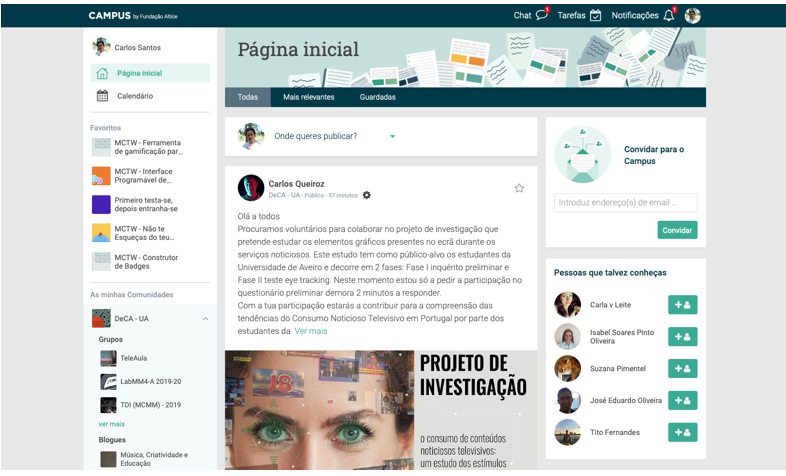 CAMPUS by Fundação Altice
Chat 1 Tarefas Notificações 1
Carlos Santos
Página inicial
Calendário
Favoritos
MCTW - Ferramenta
de gamificação par...
MCTW - Interface
Programável de...
Primeiro testa-se,
depois entranha-se
MCTW - Não te
Esqueças do teu...
MCTW - Construtor
de Badges
As minhas Comunidades
DeCA - UA
Grupos
TeleAula
LabMM4-A 2019-20
TDI (MCMM) - 2019
ver mais
Blogues
Música, Criatividade e
Educação
Página inicial
Todas Mais relevantes Guardadas
Onde queres publicar?
Carlos Queiroz
DeCA - UA - Público - 57 minutos
Olá a todos
Procuramos voluntários para colaborar no projeto de investigação que
pretende estudar os elementos gráficos presentes no ecrã durante os
serviços noticiosos. Este estudo tem como público-alvo os estudantes da
Universidade de Aveiro e decorre em 2 fases: Fase I inquérito preliminar e
Fase II teste eye tracking. Neste momento estou só a pedir a participação no
questionário preliminar demora 2 minutos a responder.
Com a tua participação estarás a contribuir para a compreensão das
tendências do Consumo Noticioso Televisivo em Portugal por parte dos
estudantes da Ver mais
PROJETO DE
INVESTIGAÇÃO
o consumo de conteúdos
noticiosos televisivos:
um estudo dos estímulos
Convidar para o
Campus
Introduz endereço(s) de email ...
Convidar
Pessoas que talvez conheças
Carla v Leite
Isabel Soares Pinto
Oliveira
Suzana Pimentel
José Eduardo Oliveira
Tito Fernandes